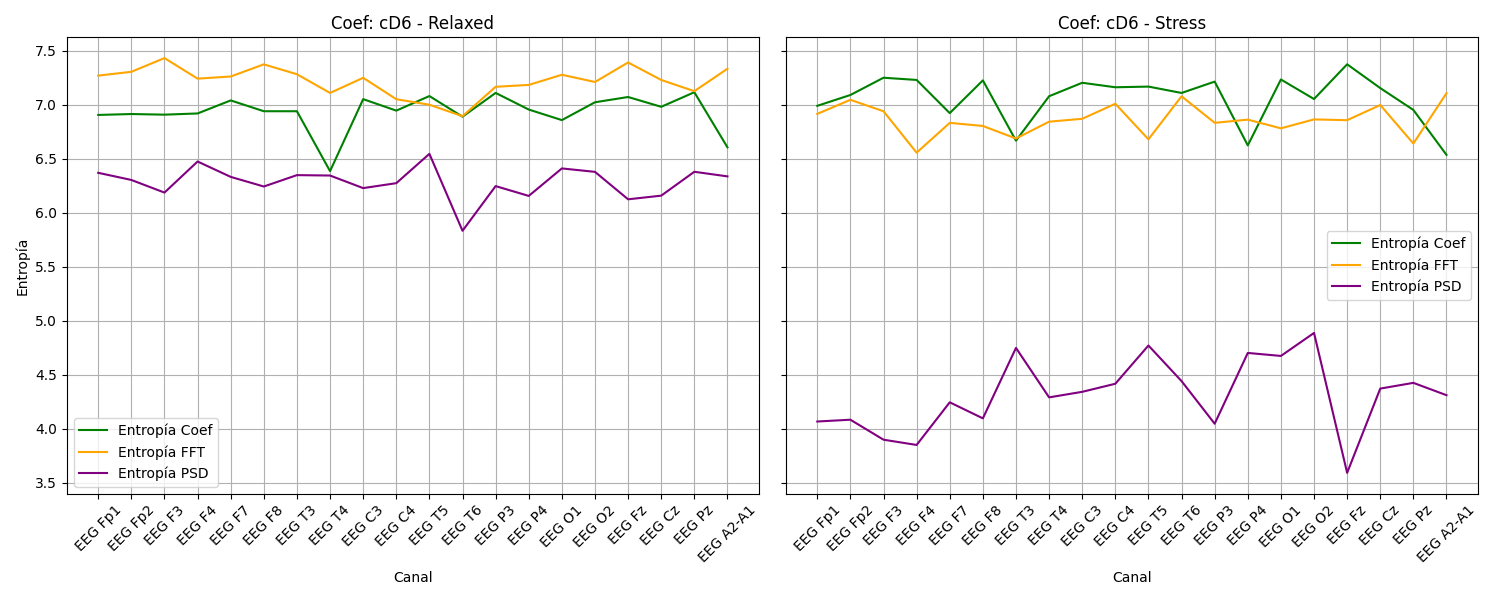 Coef: cD6 - Relaxed
Entropía
7.5
7.0
6.5
6.0
5.5
5.0
4.5
4.0
3.5
Entropía Coef
Entropía FFT
Entropía PSD
EEG Fp1
EEG Fp2
EEG F3
EEG F4
EEG F7
EEG F8
EEG T3
EEG T4
EEG C3
EEG C4
EEG T5
EEG T6
EEG P3
EEG P4
EEG O1
EEG O2
EEG Fz
EEG Cz
EEG Pz
EEG A2-A1
Canal
Coef: cD6 - Stress
Entropía Coef
Entropía FFT
Entropía PSD
EEG Fp1
EEG Fp2
EEG F3
EEG F4
EEG F7
EEG F8
EEG T3
EEG T4
EEG C3
EEG C4
EEG T5
EEG T6
EEG P3
EEG P4
EEG O1
EEG O2
EEG Fz
EEG Cz
EEG Pz
EEG A2-A1
Canal